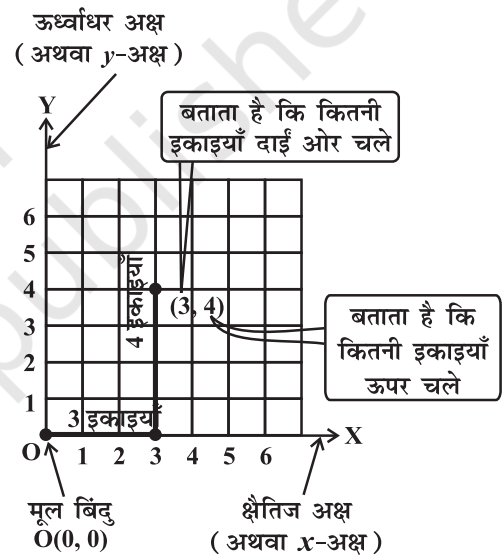 ऊर्ध्वाधर अक्ष
( अथवा y-अक्ष )
Y
बताता है कि कितनी
इकाइयाँ दाईं ओर चले
6
5
4
3
2
1
4 इकाइयाँ
(3, 4)
बताता है कि
कितनी इकाइयाँ
ऊपर चले
3 इकाइयाँ
O
1 2 3 4 5 6
X
मूल बिंदु
O(0, 0)
क्षैतिज अक्ष
( अथवा x-अक्ष )
publishe